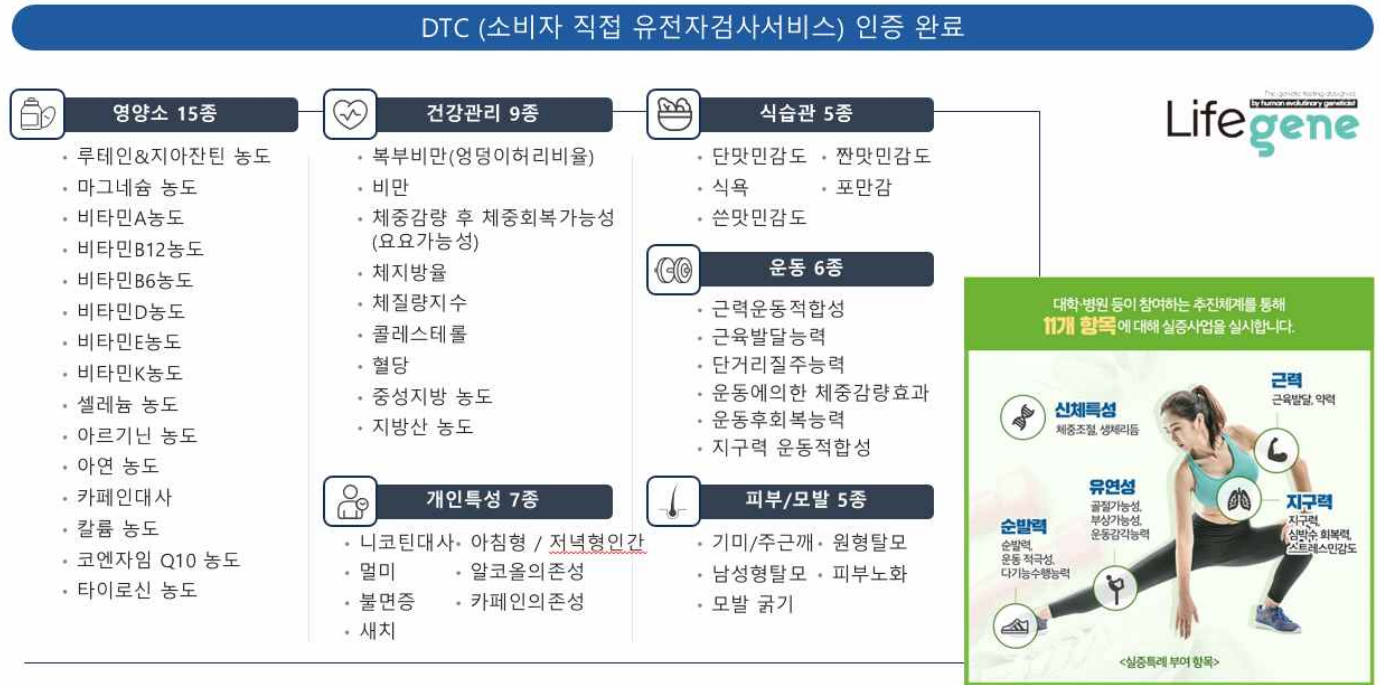 DTC (소비자 직접 유전자검사서비스) 인증 완료
영양소 15종
• 루테인&지아잔틴 농도
• 마그네슘 농도
• 비타민A농도
• 비타민B12농도
• 비타민B6농도
• 비타민D농도
• 비타민E농도
• 비타민K농도
• 셀레늄 농도
• 아르기닌 농도
• 아연 농도
• 카페인대사
• 칼륨 농도
• 코엔자임 Q10 농도
• 타이로신 농도
건강관리 9종
• 복부비만(엉덩이허리비율)
• 비만
• 체중감량 후 체중회복가능성
(요요가능성)
• 체지방율
• 체질량지수
• 콜레스테롤
• 혈당
• 중성지방 농도
• 지방산 농도
개인특성 7종
• 니코틴대사• 아침형 / 저녁형인간
• 멀미 • 알코올의존성
• 불면증 • 카페인의존성
• 새치
식습관 5종
• 단맛민감도 • 짠맛민감도
• 식욕 • 포만감
• 쓴맛민감도
운동 6종
• 근력운동적합성
• 근육발달능력
• 단거리질주능력
• 운동에의한 체중감량효과
• 운동후회복능력
• 지구력 운동적합성
피부/모발 5종
• 기미/주근깨• 원형탈모
• 남성형탈모 • 피부노화
• 모발 굵기
by human evolutionary geneticist
Lifegene
대학·병원 등이 참여하는 추진체계를 통해
11개 항목에 대해 실증사업을 실시합니다.
근력
근육발달, 악력
신체특성
체중조절, 생체리듬
유연성
골절가능성,
부상가능성,
운동감각능력
지구력
지구력,
심박수 회복력,
스트레스민감도
순발력
순발력,
운동 적극성,
다기능수행능력
<실증특례 부여 항목>